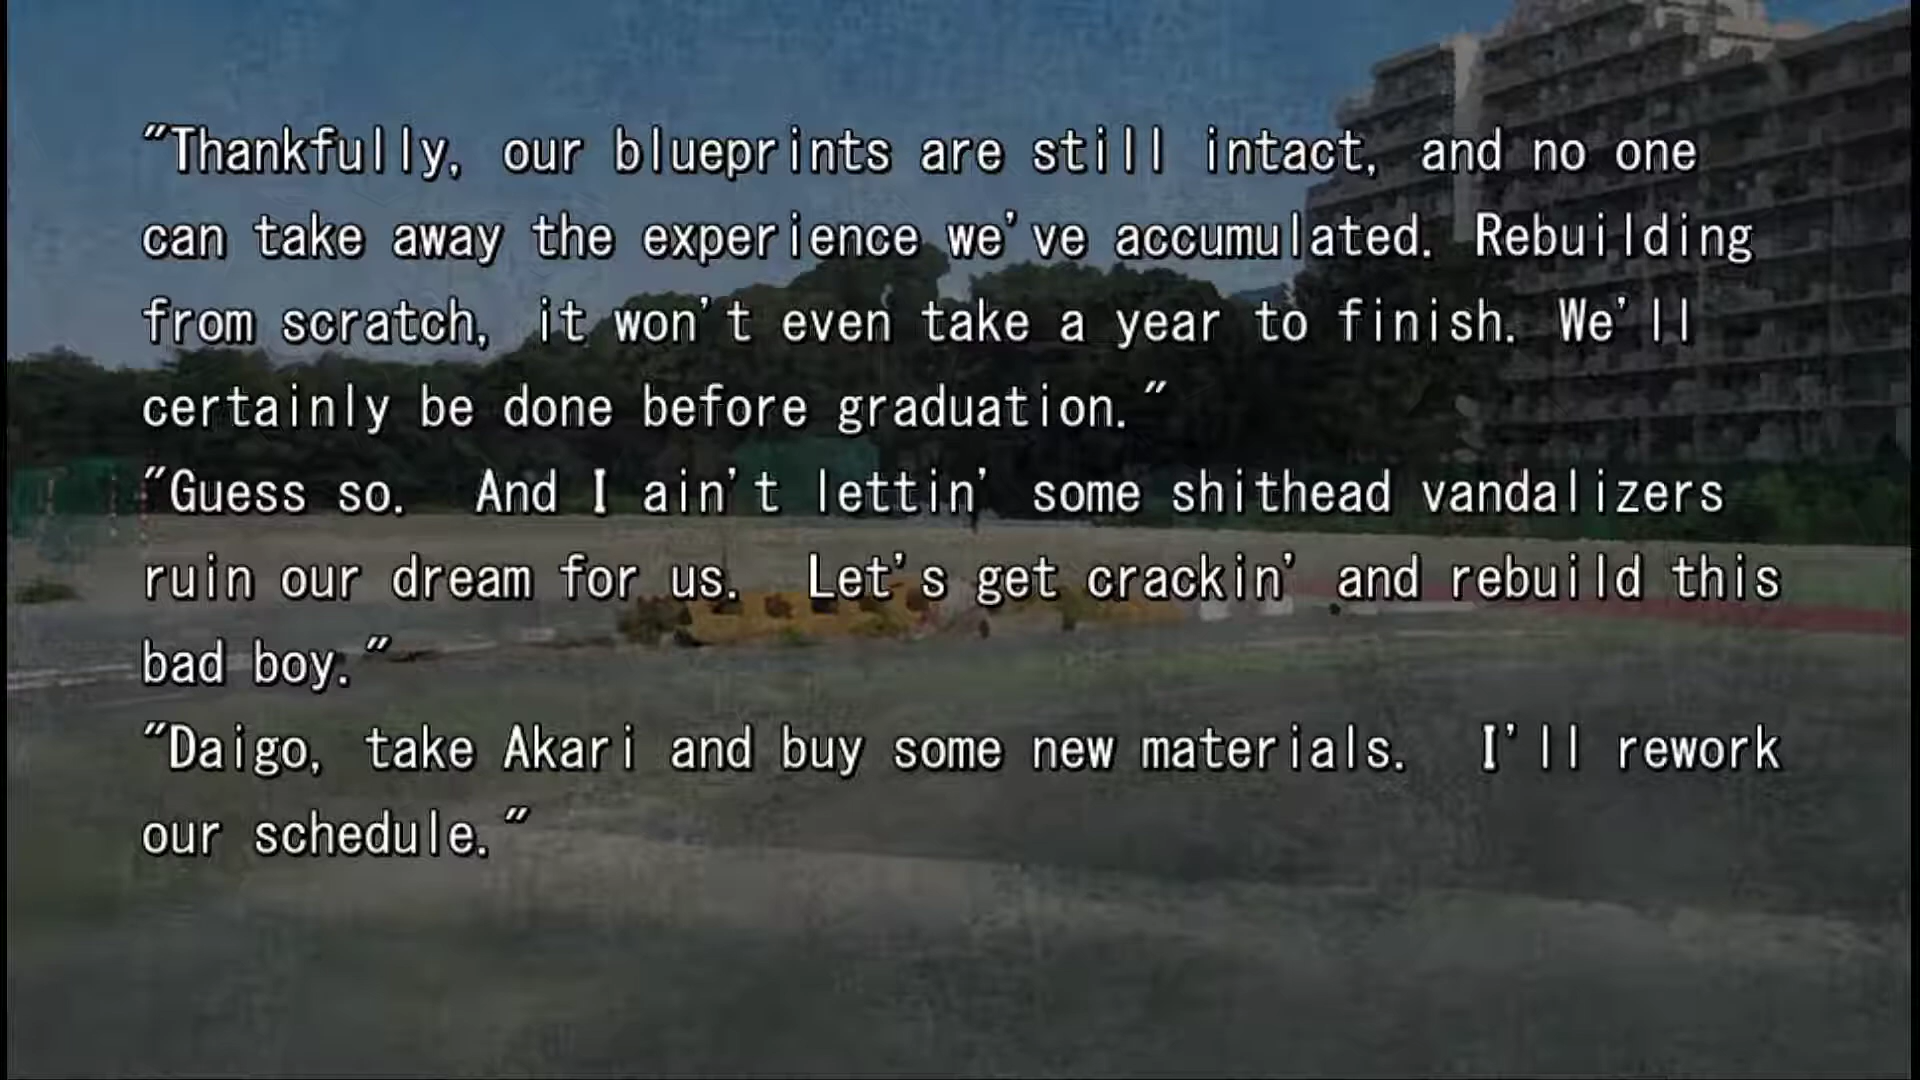 "Thankfully, our blueprints are still intact, and no one
can take away the experience we've accumulated. Rebuilding
from scratch, it won't even take a year to finish. We'll
certainly be done before graduation."
"Guess so.  And I ain't lettin' some shithead vandalizers
ruin our dream for us.  Let's get crackin' and rebuild this
bad boy."
"Daigo, take Akari and buy some new materials.  I'll rework
our schedule."